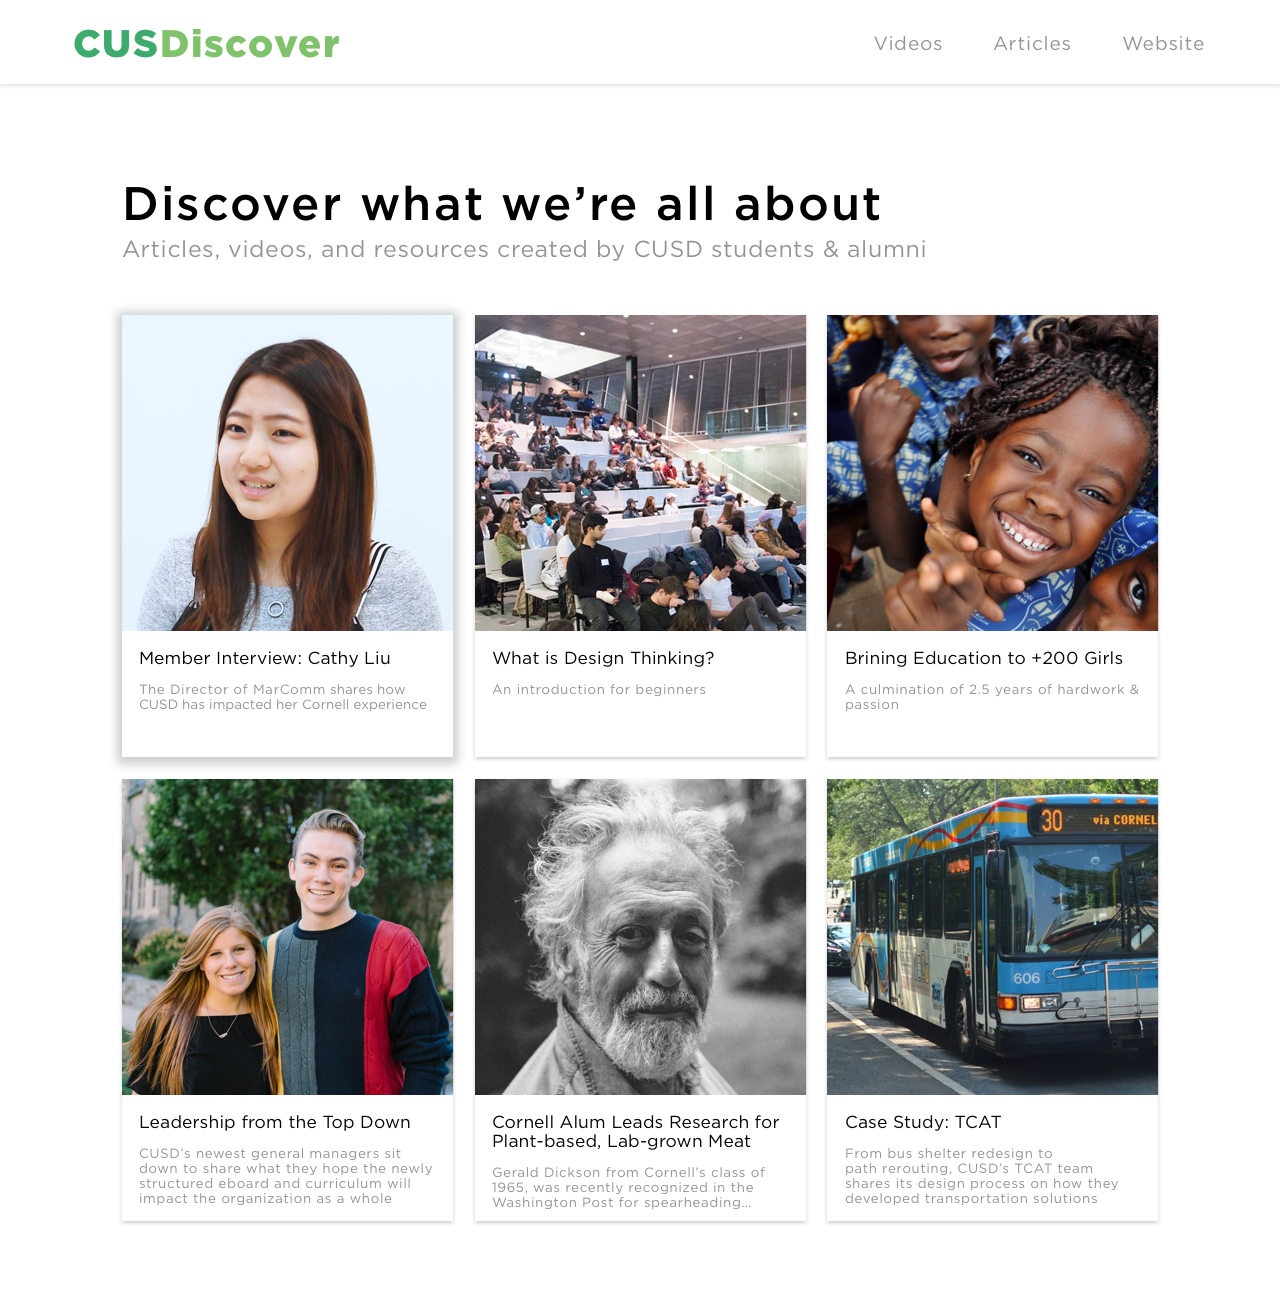 CUSDiscover
Videos
Articles
Website
Discover what we’re all about
Articles, videos, and resources created by CUSD students & alumni
Member Interview: Cathy Liu
The Director of MarComm shares how
CUSD has impacted her Cornell experience
What is Design Thinking?
An introduction for beginners
Brining Education to +200 Girls
A culmination of 2.5 years of hardwork &
passion
30 via CORNEL
606
Leadership from the Top Down
CUSD’s newest general managers sit
down to share what they hope the newly
structured eboard and curriculum will
impact the organization as a whole
Cornell Alum Leads Research for
Plant-based, Lab-grown Meat
Gerald Dickson from Cornell’s class of
1965, was recently recognized in the
Washington Post for spearheading...
Case Study: TCAT
From bus shelter redesign to
path rerouting, CUSD’s TCAT team
shares its design process on how they
developed transportation solutions